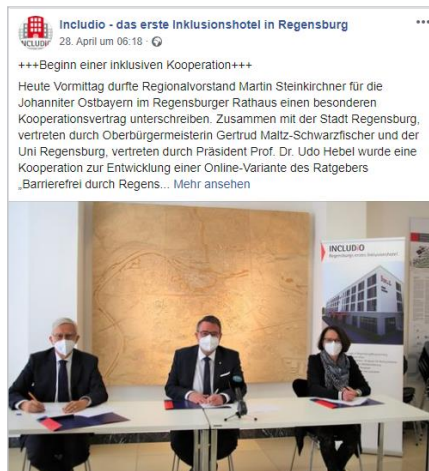 Includio - das erste Inklusionshotel in Regensburg
28. April um 06:18 ·
+++Beginn einer inklusiven Kooperation+++
Heute Vormittag durfte Regionalvorstand Martin Steinkirchner für die
Johanniter Ostbayern im Regensburger Rathaus einen besonderen
Kooperationsvertrag unterschreiben. Zusammen mit der Stadt Regensburg,
vertreten durch Oberbürgermeisterin Gertrud Maltz-Schwarzfischer und der
Uni Regensburg, vertreten durch Präsident Prof. Dr. Udo Hebel wurde eine
Kooperation zur Entwicklung einer Online-Variante des Ratgebers
„Barrierefrei durch Regens... Mehr ansehen
INCLUDiO
Regensburgs erstes Inklusionshotel!